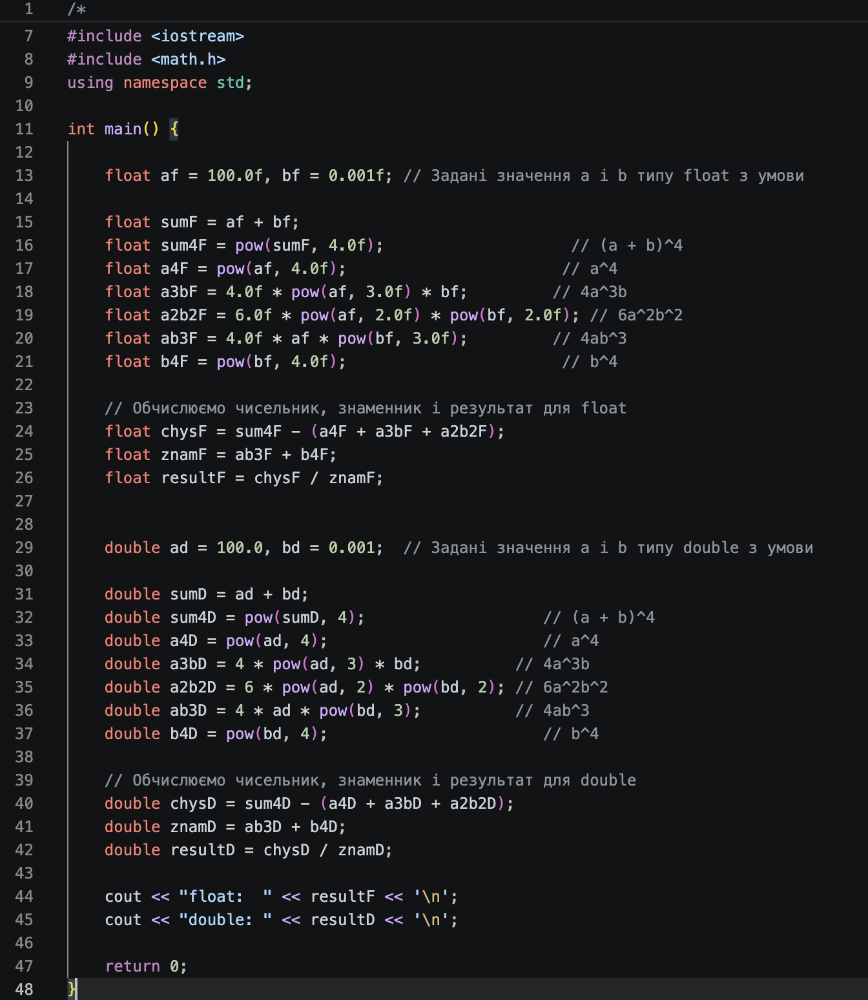 1 /*
7 #include <iostream>
8 #include <math.h>
9 using namespace std;
10
11 int main() {
12
13 float af = 100.0f, bf = 0.001f; // Задані значення a і b типу float з умови
14
15 float sumF = af + bf;
16 float sum4F = pow(sumF, 4.0f); // (a + b)^4
17 float a4F = pow(af, 4.0f); // a^4
18 float a3bF = 4.0f * pow(af, 3.0f) * bf; // 4a^3b
19 float a2b2F = 6.0f * pow(af, 2.0f) * pow(bf, 2.0f); // 6a^2b^2
20 float ab3F = 4.0f * af * pow(bf, 3.0f); // 4ab^3
21 float b4F = pow(bf, 4.0f); // b^4
22
23 // Обчислюємо чисельник, знаменник і результат для float
24 float chysF = sum4F - (a4F + a3bF + a2b2F);
25 float znamF = ab3F + b4F;
26 float resultF = chysF / znamF;
27
28
29 double ad = 100.0, bd = 0.001; // Задані значення a і b типу double з умови
30
31 double sumD = ad + bd;
32 double sum4D = pow(sumD, 4); // (a + b)^4
33 double a4D = pow(ad, 4); // a^4
34 double a3bD = 4 * pow(ad, 3) * bd; // 4a^3b
35 double a2b2D = 6 * pow(ad, 2) * pow(bd, 2); // 6a^2b^2
36 double ab3D = 4 * ad * pow(bd, 3); // 4ab^3
37 double b4D = pow(bd, 4); // b^4
38
39 // Обчислюємо чисельник, знаменник і результат для double
40 double chysD = sum4D - (a4D + a3bD + a2b2D);
41 double znamD = ab3D + b4D;
42 double resultD = chysD / znamD;
43
44 cout << "float:  " << resultF << '\n';
45 cout << "double: " << resultD << '\n';
46
47 return 0;
48 }